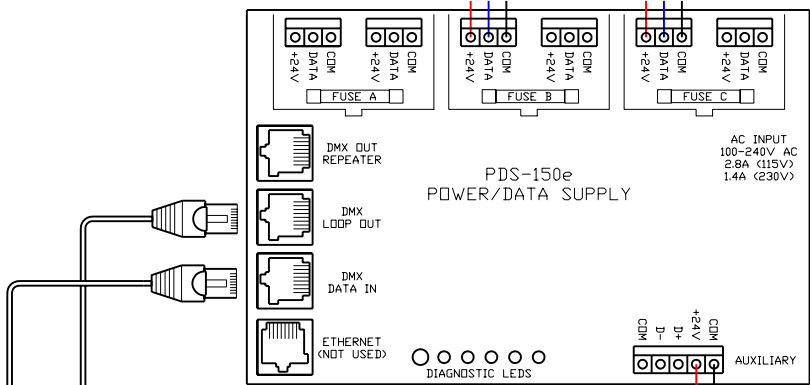 +24V DATA COM +24V DATA COM
FUSE A
+24V DATA COM +24V DATA COM
FUSE B
+24V DATA COM +24V DATA COM
FUSE C
DMX OUT
REPEATER
AC INPUT
100-240V AC
2.8A (115V)
1.4A (230V)
PDS-150e
POWER/DATA SUPPLY
DMX
LOOP OUT
DMX
DATA IN
ETHERNET
(NOT USED)
DIAGNOSTIC LEDS
COM D- D+ +24V COM
AUXILIARY